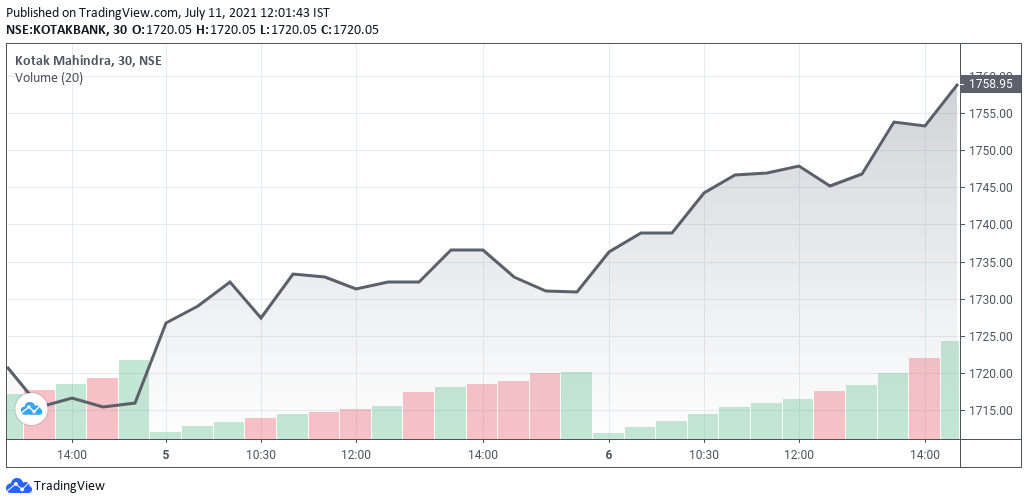 Published on TradingView.com, July 11, 2021 12:01:43 IST
NSE:KOTAKBANK, 30 O:1720.05 H:1720.05 L:1720.05 C:1720.05
Kotak Mahindra, 30, NSE
Volume (20)
1760.00
1758.95
1755.00
1750.00
1745.00
1740.00
1735.00
1730.00
1725.00
1720.00
1715.00
14:00 5 10:30 12:00 14:00 6 10:30 12:00 14:00
TradingView